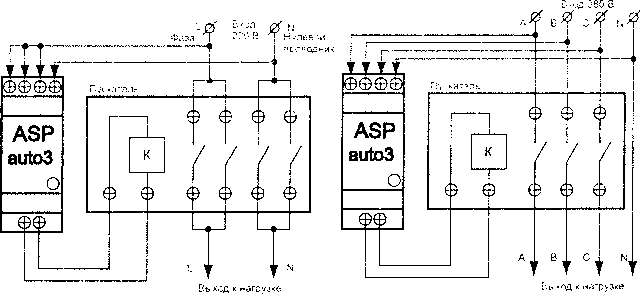 L Вход N Нулевой
Фаза 220 В проводник
Пускатель
ASP
auto3
К
L N
Выход к нагрузке
Вход 380 В
A B C N
Пускатель
ASP
auto3
К
A B C N
Выход к нагрузке